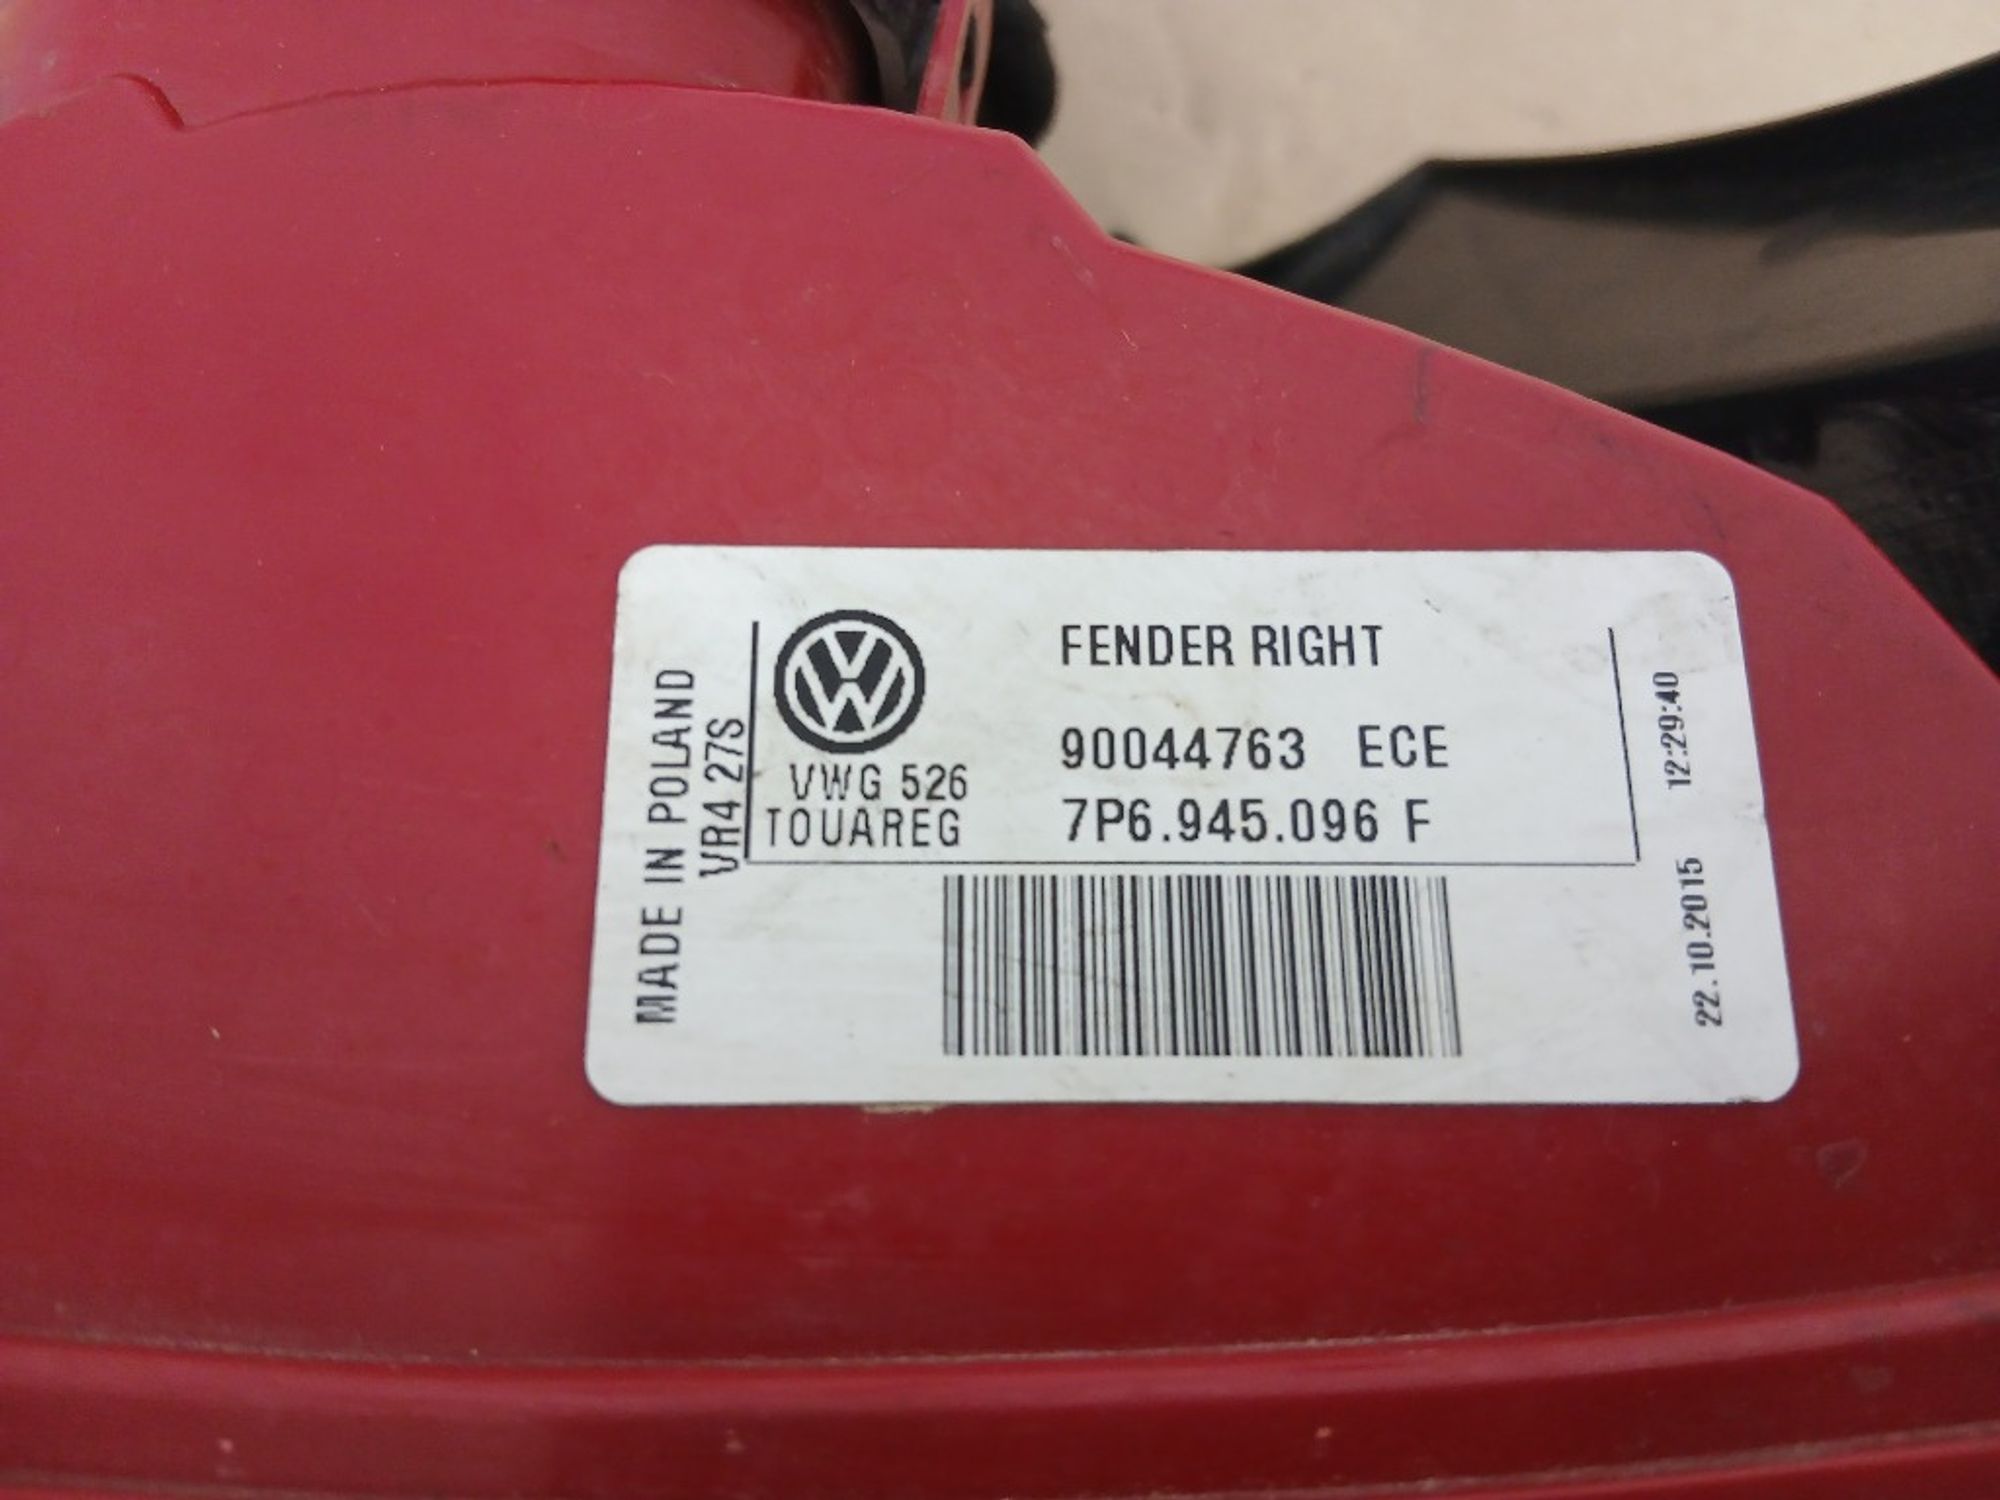 MADE IN POLAND
VR4 27S
VWG 526
TOUAREG
FENDER RIGHT
90044763 ECE
7P6.945.096 F
22.10.2015 12:29:40